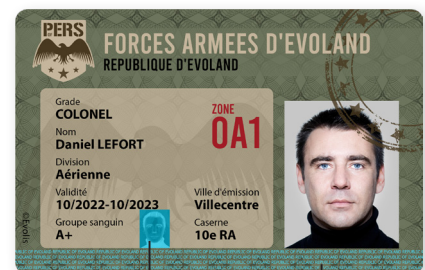 PERS
FORCES ARMEES D'EVOLAND
REPUBLIQUE D'EVOLAND
Grade
COLONEL
ZONE
0A1
Nom
Daniel LEFORT
Division
Aérienne
Validité
10/2022-10/2023
Ville d'émission
Villecentre
Groupe sanguin
A+
Caserne
10e RA
©Evolis